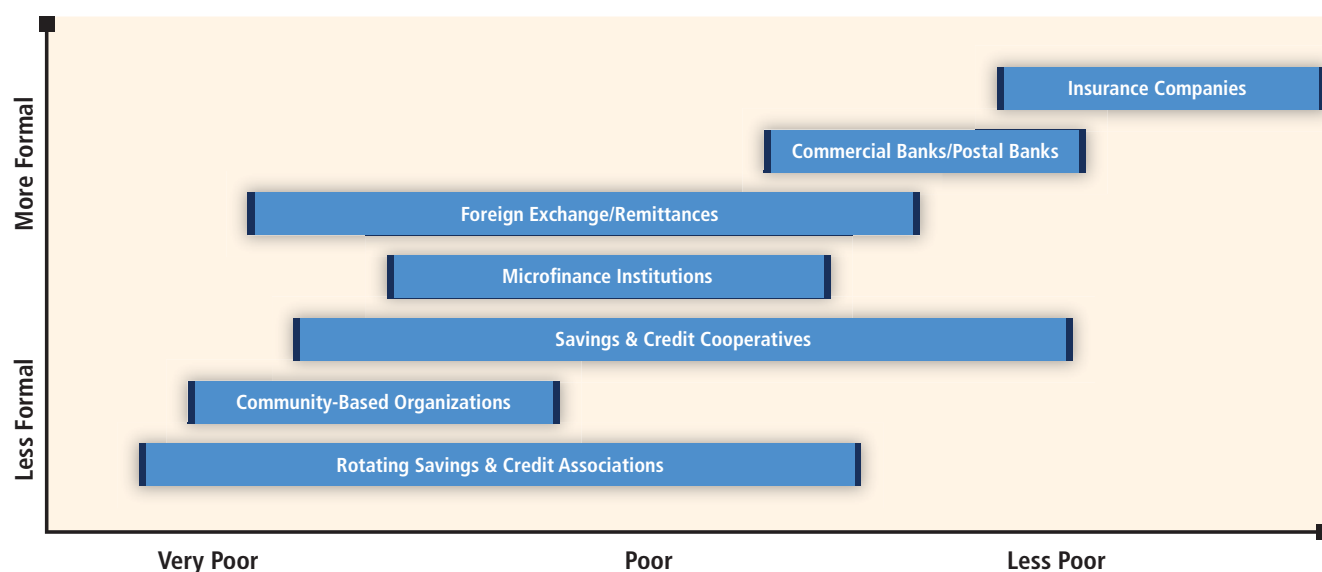 More Formal
Less Formal
Insurance Companies
Commercial Banks/Postal Banks
Foreign Exchange/Remittances
Microfinance Institutions
Savings & Credit Cooperatives
Community-Based Organizations
Rotating Savings & Credit Associations
Very Poor
Poor
Less Poor